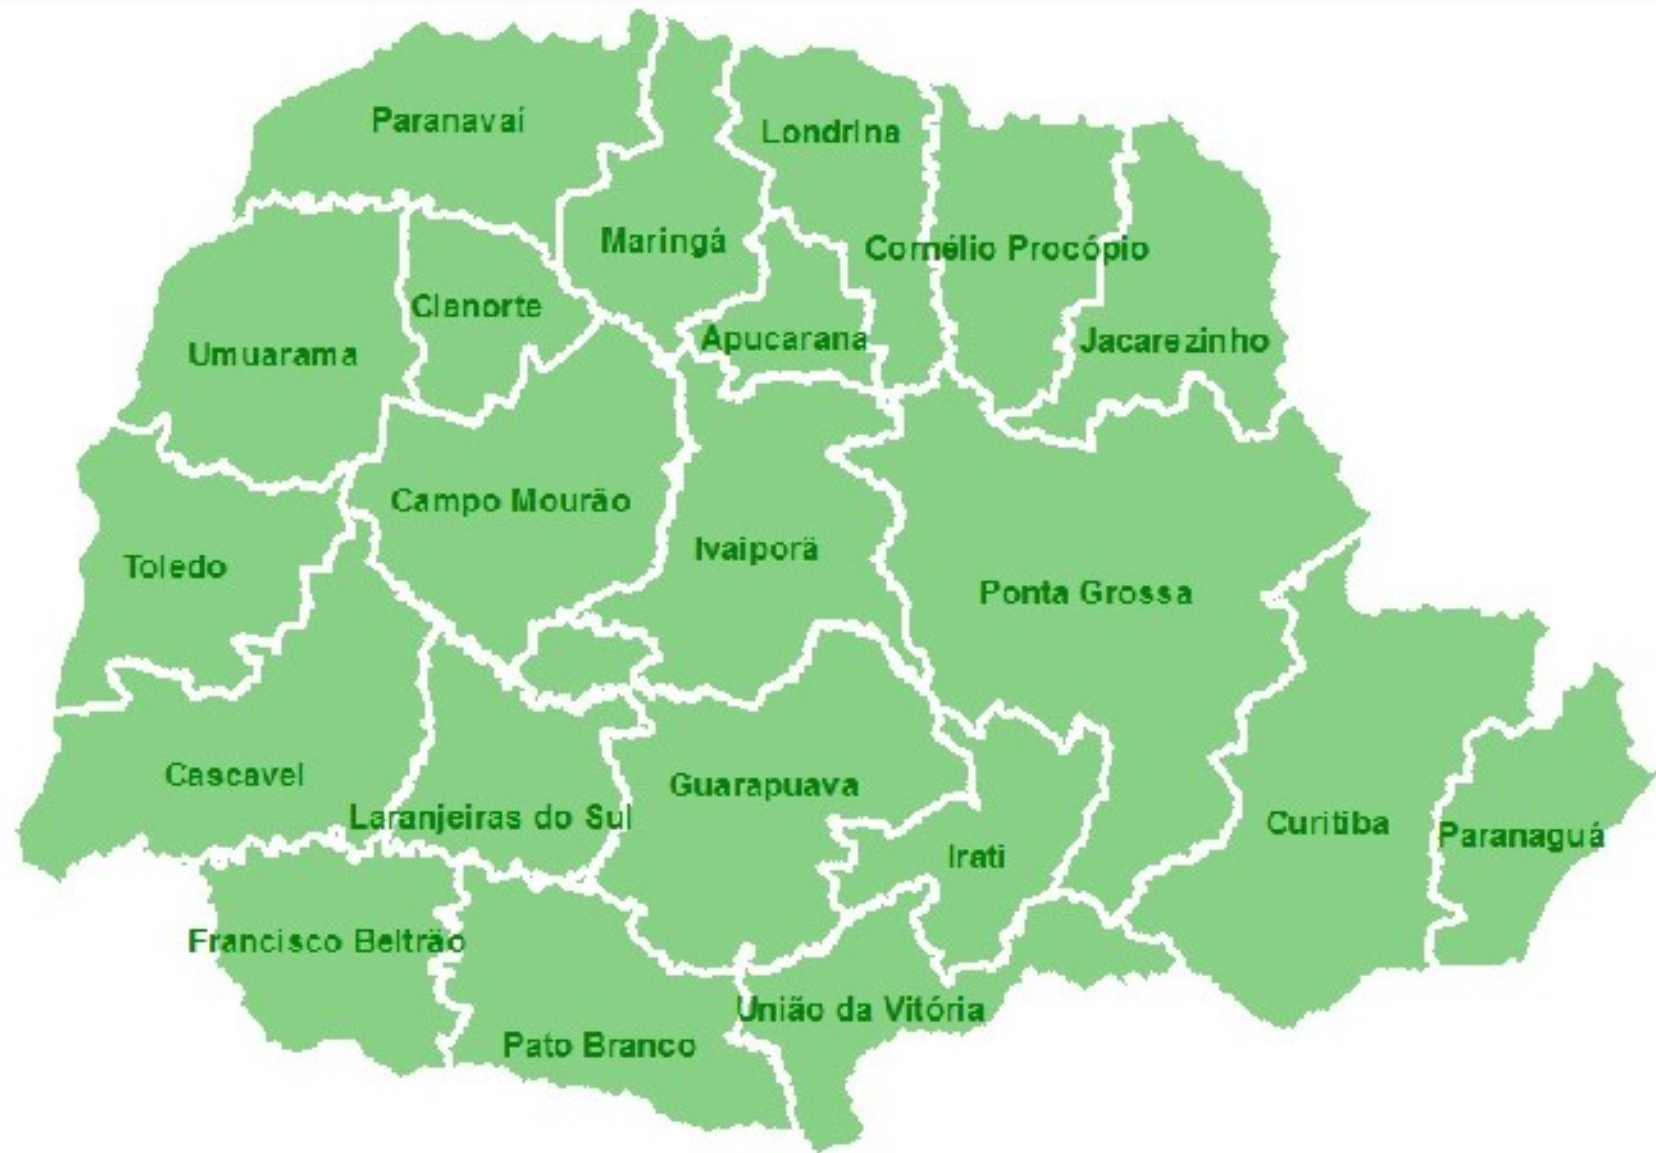 Paranavaí
Londrina
Maringá
Cornélio Procópio
Cianorte
Apucarana
Jacarezinho
Umuarama
Campo Mourão
Ivaiporã
Toledo
Ponta Grossa
Cascavel
Guarapuava
Laranjeiras do Sul
Curitiba
Paranaguá
Irati
Francisco Beltrão
União da Vitória
Pato Branco